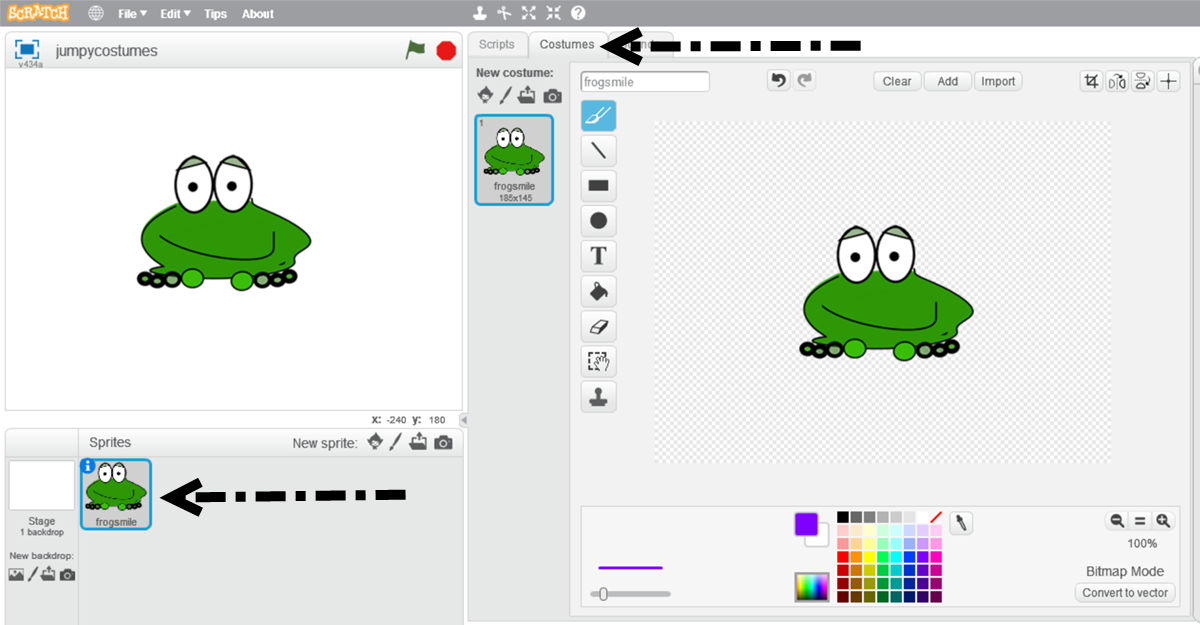 SCRATCH File Edit Tips About
jumpycostumes
v434a
Scripts Costumes
New costume:
1
frogsmile
185x145
frogsmile
Clear Add Import
T
x: -240 y: 180
Sprites New sprite:
Stage
1 backdrop
New backdrop:
frogsmile
100%
Bitmap Mode
Convert to vector